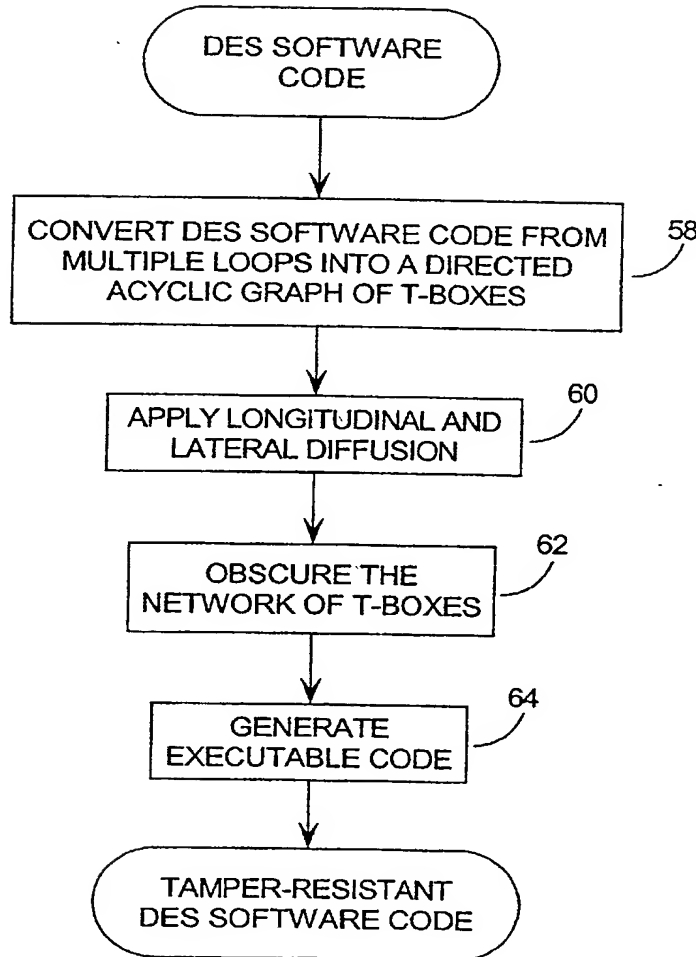 DES SOFTWARE
CODE
CONVERT DES SOFTWARE CODE FROM
MULTIPLE LOOPS INTO A DIRECTED
ACYCLIC GRAPH OF T-BOXES
58
APPLY LONGITUDINAL AND
LATERAL DIFFUSION
60
OBSCURE THE
NETWORK OF T-BOXES
62
GENERATE
EXECUTABLE CODE
64
TAMPER-RESISTANT
DES SOFTWARE CODE